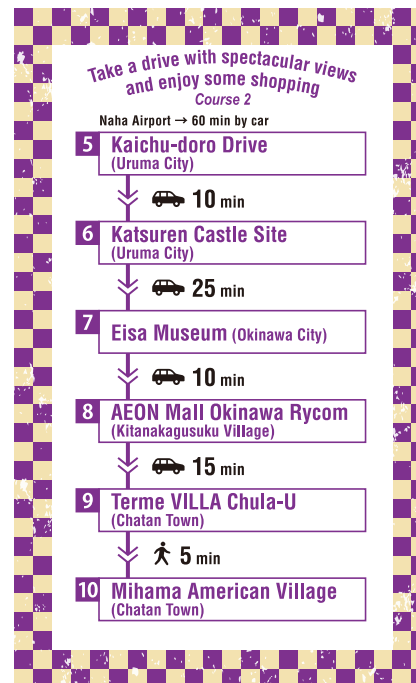 Take a drive with spectacular views
and enjoy some shopping
Course 2
Naha Airport → 60 min by car
5 Kaichu-doro Drive
(Uruma City)
10 min
6 Katsuren Castle Site
(Uruma City)
25 min
7 Eisa Museum (Okinawa City)
10 min
8 AEON Mall Okinawa Rycom
(Kitanakagusuku Village)
15 min
9 Terme VILLA Chula-U
(Chatan Town)
5 min
10 Mihama American Village
(Chatan Town)